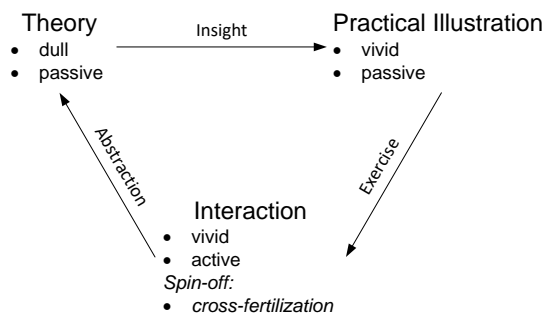 Theory
• dull
• passive
Insight
Practical Illustration
• vivid
• passive
Abstraction
Exercise
Interaction
• vivid
• active
Spin-off:
• cross-fertilization